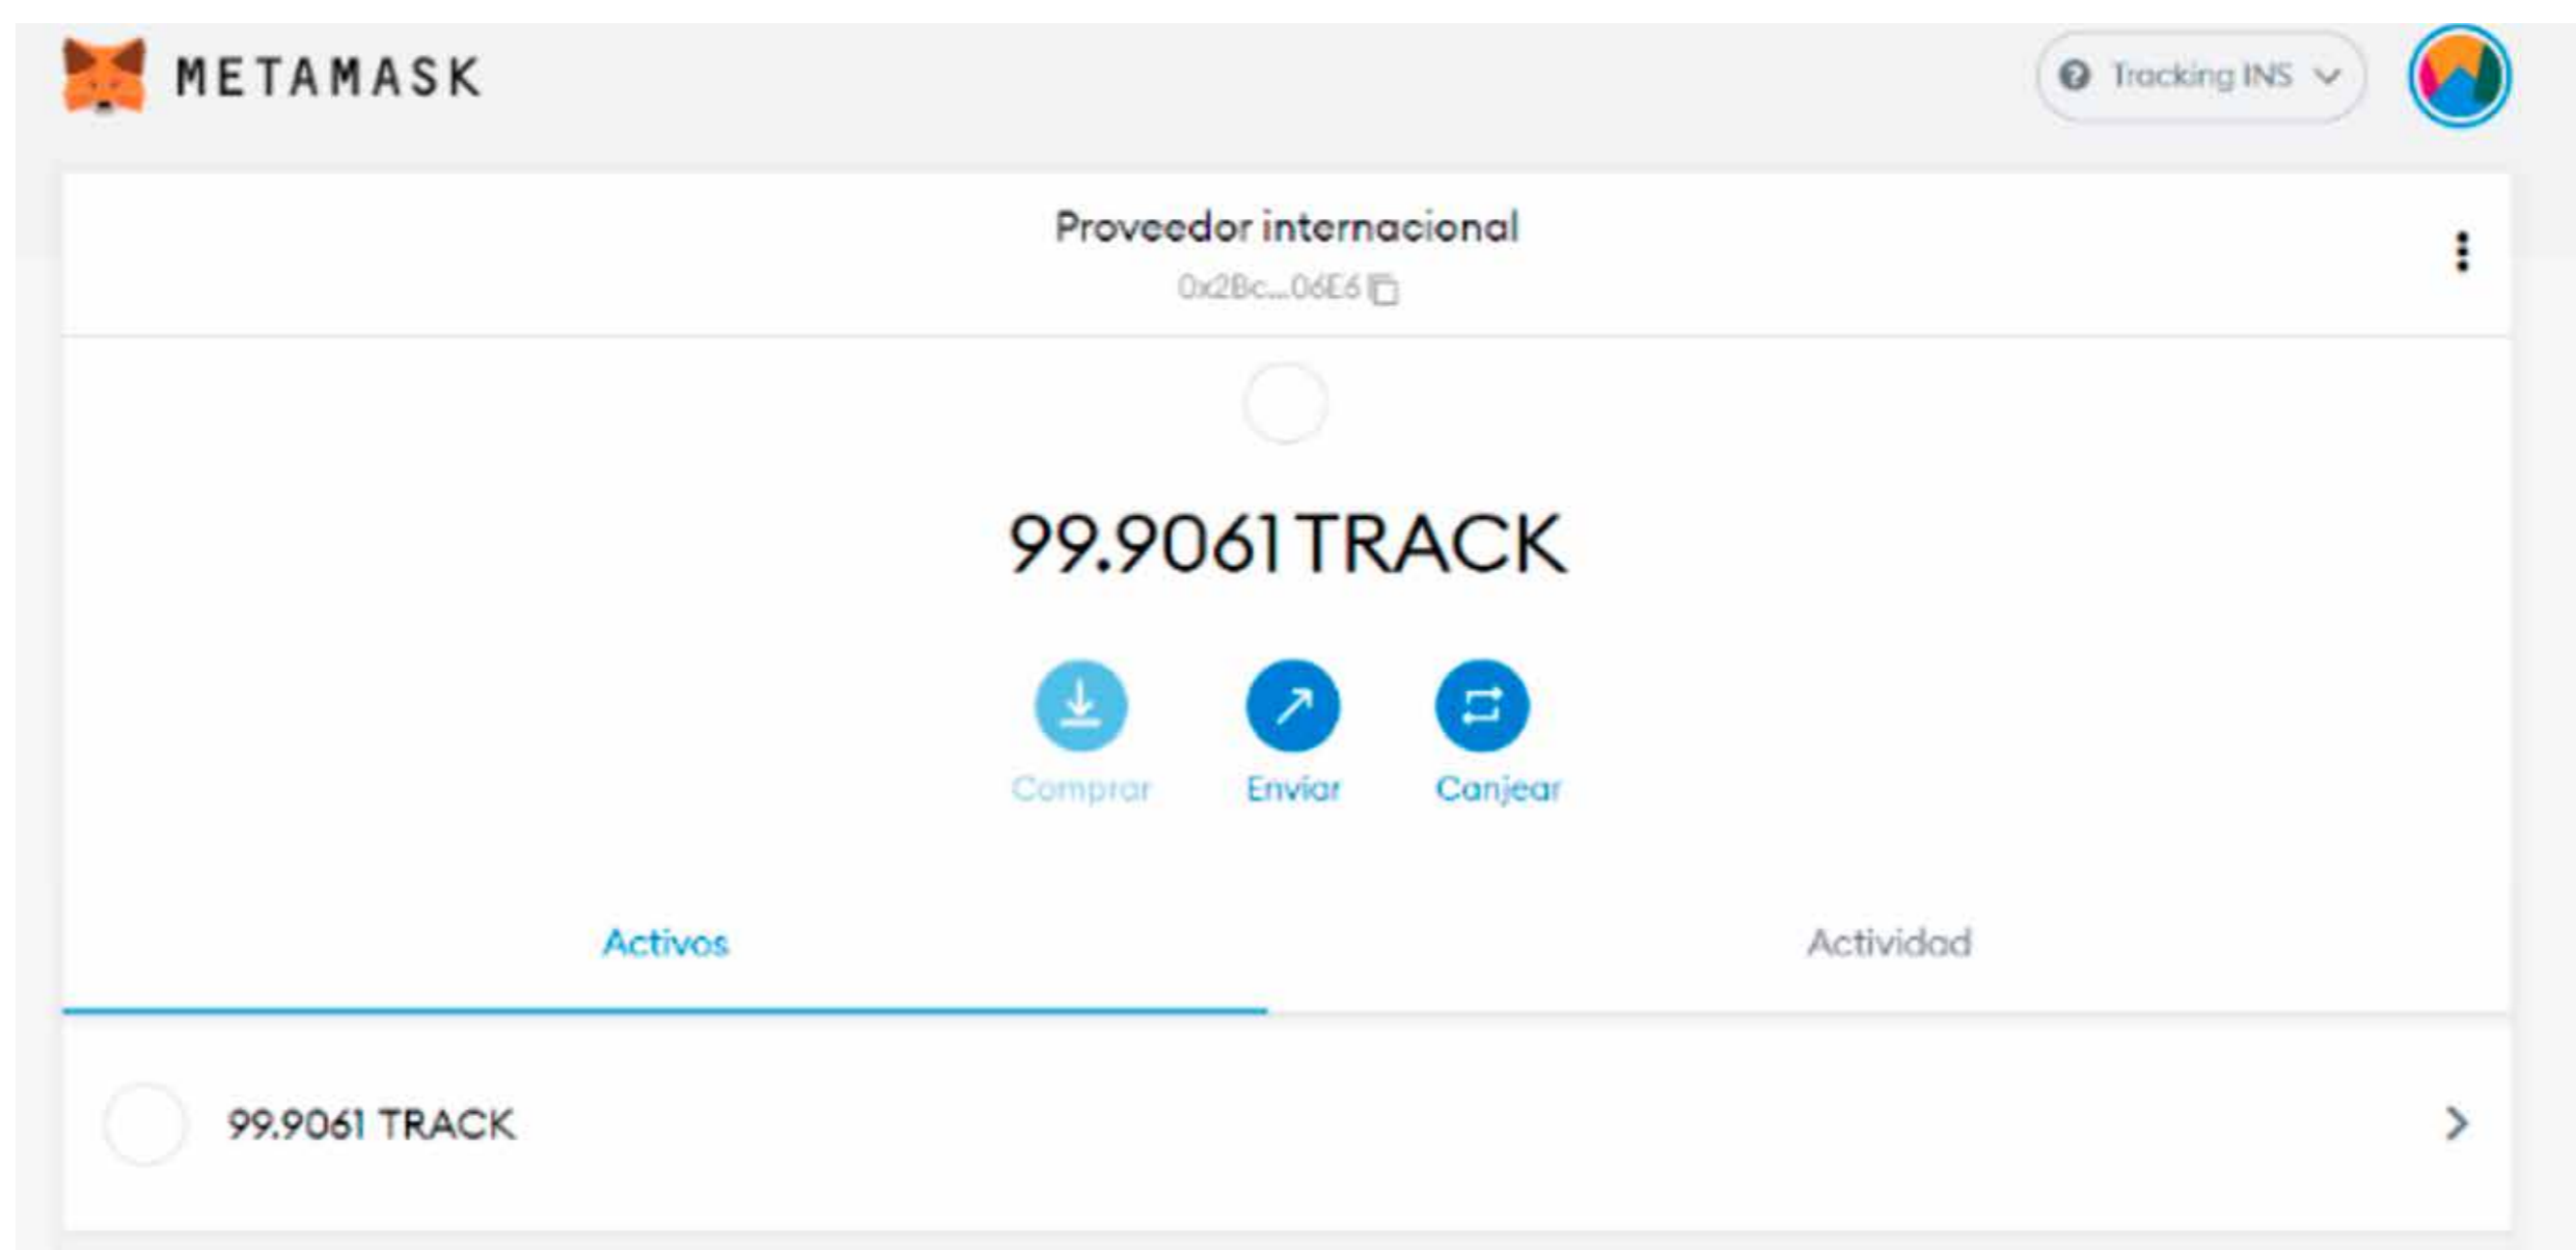 METAMASK
Tracking INS
Proveedor internacional
0x2Bc...06E6
99.9061 TRACK
Comprar
Enviar
Canjear
Activos
Actividad
99.9061 TRACK